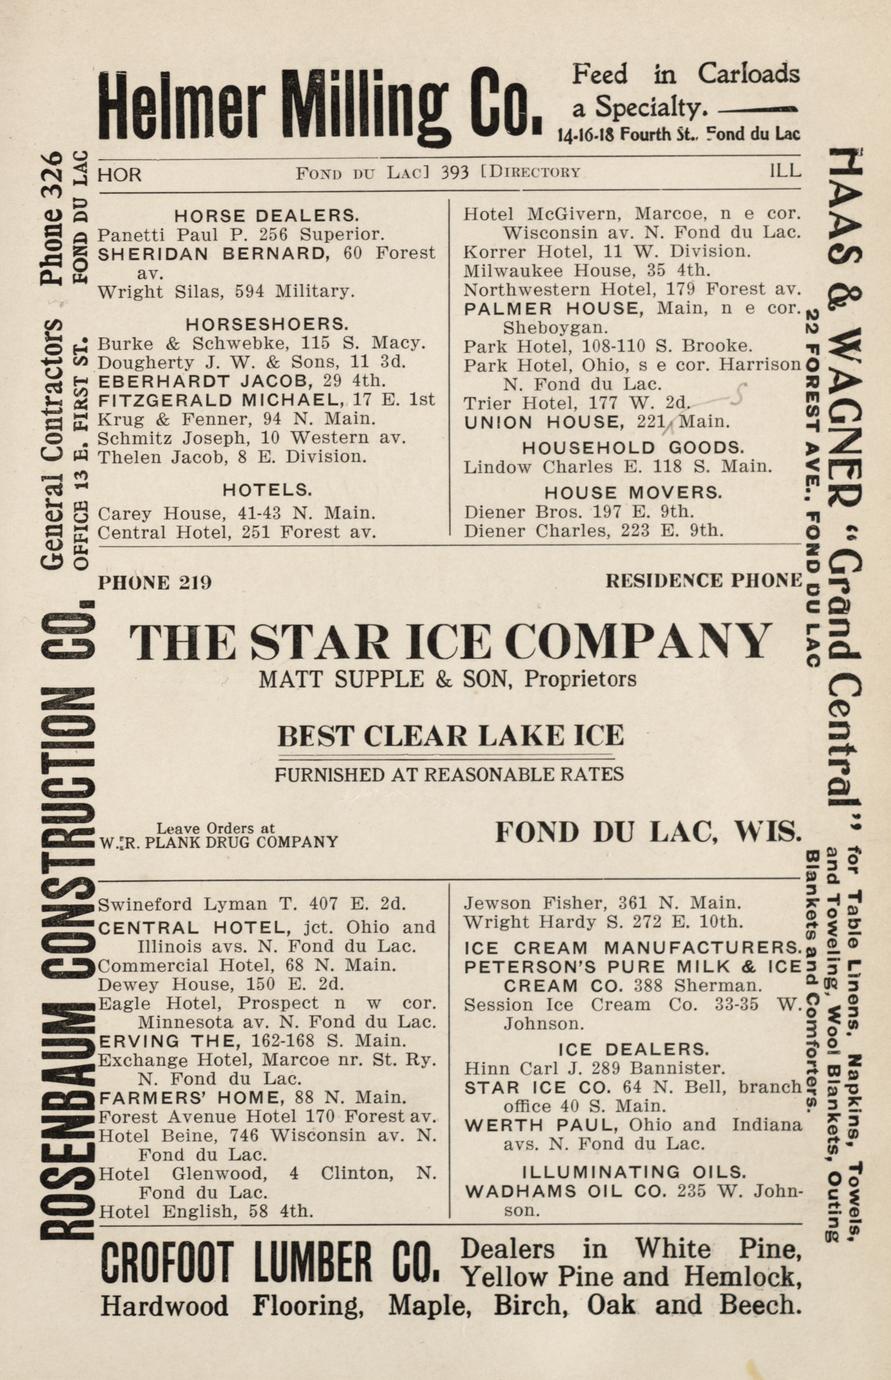 Helmer Milling Co.
Feed in Carloads
a Specialty.
14-16-18 Fourth St., Fond du Lac
HOR
FOND DU LAC] 393 [DIRECTORY
ILL
HORSE DEALERS.
Panetti Paul P. 256 Superior.
SHERIDAN BERNARD, 60 Forest
av.
Wright Silas, 594 Military.
HORSESHOERS.
Burke & Schwebke, 115 S. Macy.
Dougherty J. W. & Sons, 11 3d.
EBERHARDT JACOB, 29 4th.
FITZGERALD MICHAEL, 17 E. 1st
Krug & Fenner, 94 N. Main.
Schmitz Joseph, 10 Western av.
Thelen Jacob, 8 E. Division.
HOTELS.
Carey House, 41-43 N. Main.
Central Hotel, 251 Forest av.
Hotel McGivern, Marcoe, n e cor.
Wisconsin av. N. Fond du Lac.
Korrer Hotel, 11 W. Division.
Milwaukee House, 35 4th.
Northwestern Hotel, 179 Forest av.
PALMER HOUSE, Main, n e cor.
Sheboygan.
Park Hotel, 108-110 S. Brooke.
Park Hotel, Ohio, s e cor. Harrison
N. Fond du Lac.
Trier Hotel, 177 W. 2d.
S
UNION HOUSE, 221 Main.
HOUSEHOLD GOODS.
Lindow Charles E. 118 S. Main.
HOUSE MOVERS.
Diener Bros. 197 E. 9th.
Diener Charles, 223 E. 9th.
PHONE 219
RESIDENCE PHONE
THE STAR ICE COMPANY
MATT SUPPLE & SON, Proprietors
BEST CLEAR LAKE ICE
FURNISHED AT REASONABLE RATES
Leave Orders at
W. R. PLANK DRUG COMPANY
FOND DU LAC, WIS.
Swineford Lyman T. 407 E. 2d.
CENTRAL HOTEL, jct. Ohio and
Illinois avs. N. Fond du Lac.
Commercial Hotel, 68 N. Main.
Dewey House, 150 E. 2d.
Eagle Hotel, Prospect n w cor.
Minnesota av. N. Fond du Lac.
ERVING THE, 162-168 S. Main.
Exchange Hotel, Marcoe nr. St. Ry.
N. Fond du Lac.
FARMERS' HOME, 88 N. Main.
Forest Avenue Hotel 170 Forest av.
Hotel Beine, 746 Wisconsin av. N.
Fond du Lac.
Hotel Glenwood, 4 Clinton, N.
Fond du Lac.
Hotel English, 58 4th.
Jewson Fisher, 361 N. Main.
Wright Hardy S. 272 E. 10th.
ICE CREAM MANUFACTURERS.
PETERSON'S PURE MILK & ICE
CREAM CO. 388 Sherman.
Session Ice Cream Co. 33-35 W.
Johnson.
ICE DEALERS.
Hinn Carl J. 289 Bannister.
STAR ICE CO. 64 N. Bell, branch
office 40 S. Main.
WERTH PAUL, Ohio and Indiana
avs. N. Fond du Lac.
ILLUMINATING OILS.
WADHAMS OIL CO. 235 W. John-
son.
CROFOOT LUMBER CO.
Dealers in White Pine,
Yellow Pine and Hemlock,
Hardwood Flooring, Maple, Birch, Oak and Beech.
ROSENBAUM CONSTRUCTION CO.
General Contractors Phone 326
OFFICE 13 E. FIRST ST. FOND DU LAC
HAAS & WAGNER "Grand Central"
22 FOREST AVE., FOND DU LAC
for Table Linens, Napkins, Towels,
and Toweling, Wool Blankets, Outing
Blankets and Comforters.